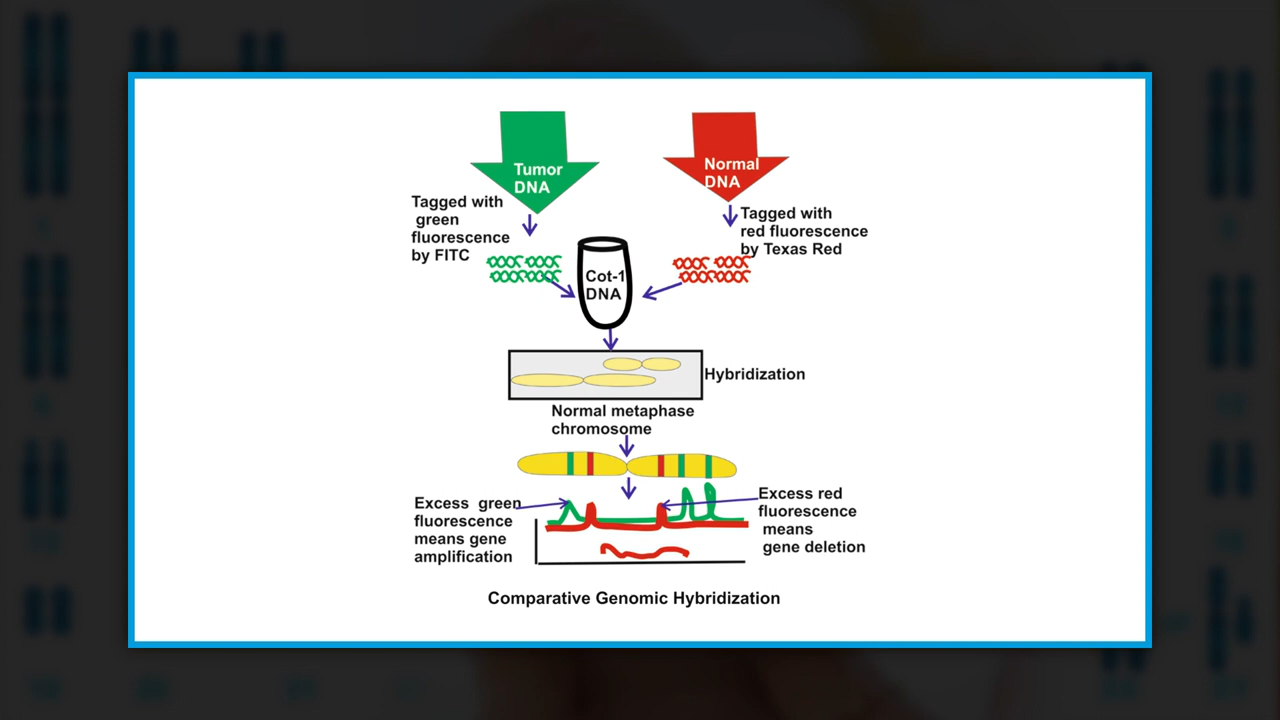 Tumor
DNA
Normal
DNA
Tagged with
green
fluorescence
by FITC
Tagged with
red fluorescence
by Texas Red
Cot-1
DNA
Hybridization
Normal metaphase
chromosome
Excess green
fluorescence
means gene
amplification
Excess red
fluorescence
means
gene deletion
Comparative Genomic Hybridization